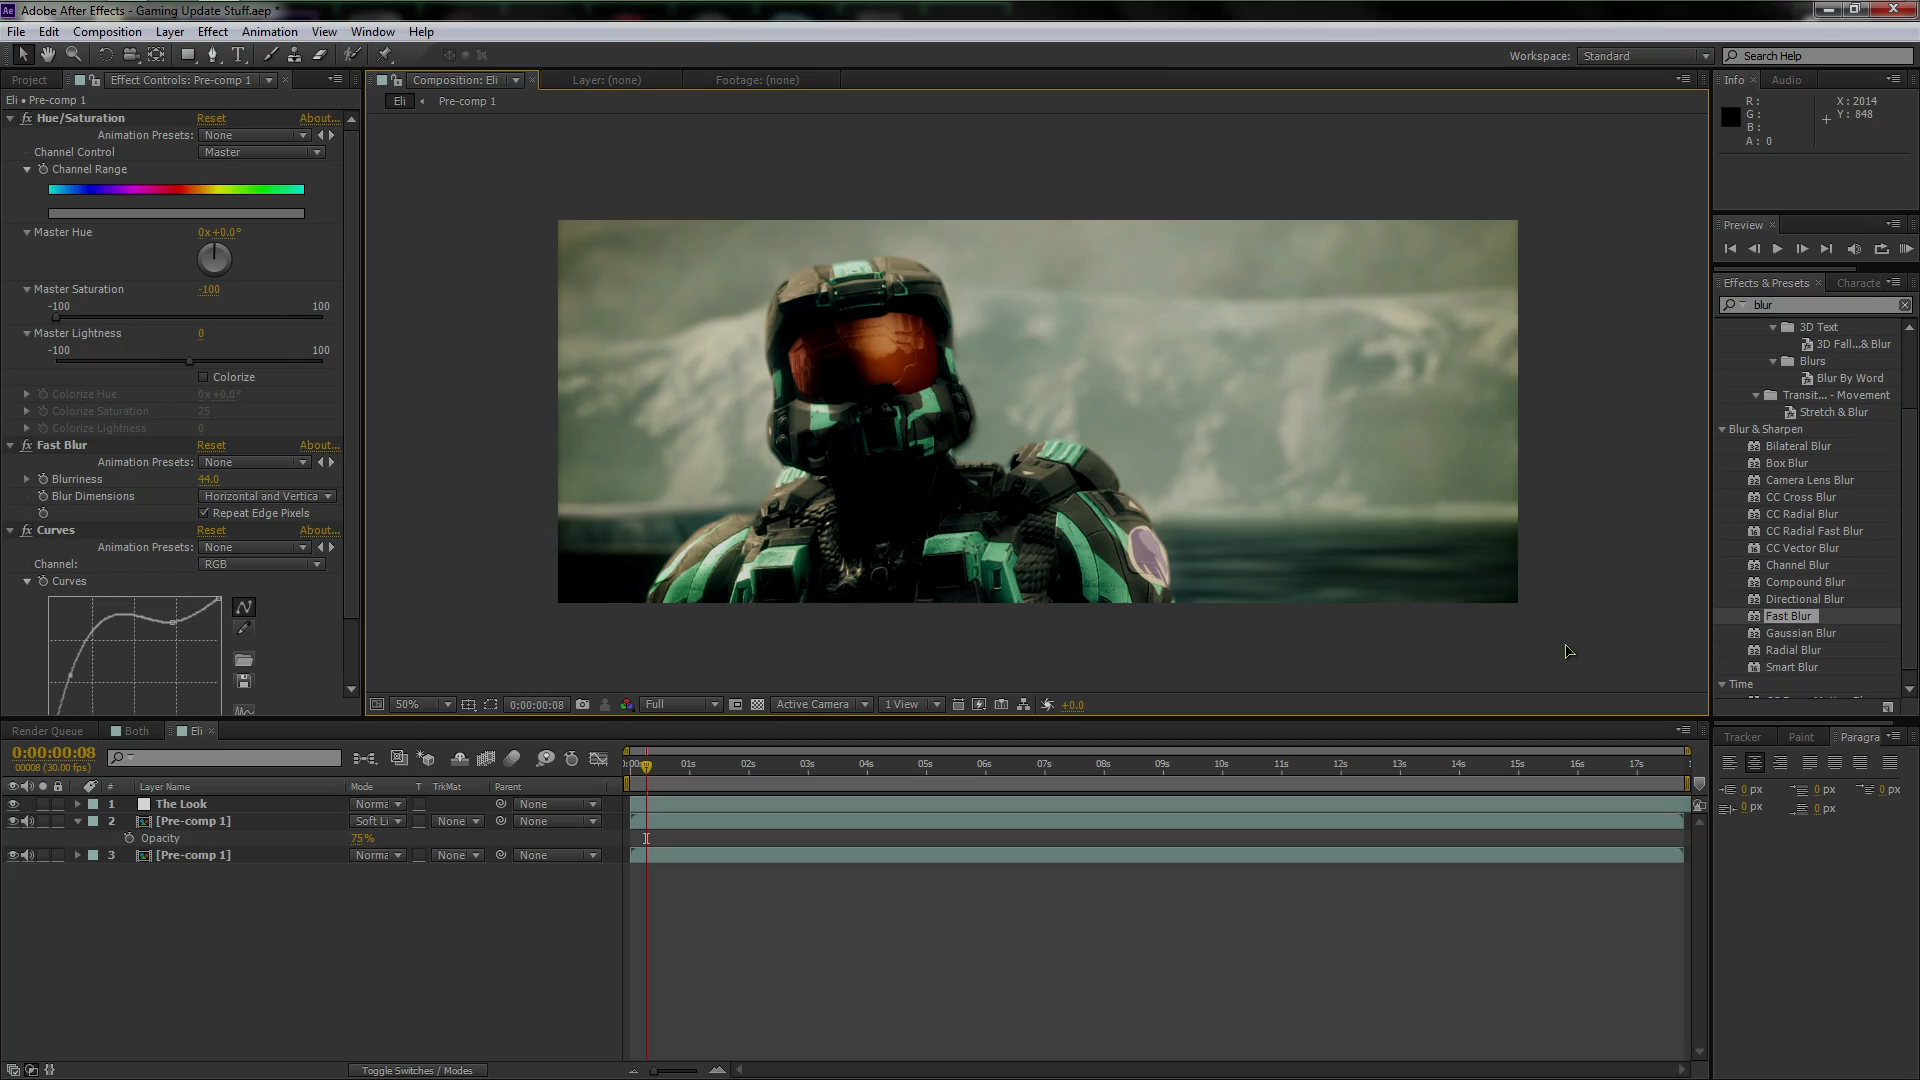 Ae Adobe After Effects - Gaming Update Stuff.aep *
File Edit Composition Layer Effect Animation View Window Help
Workspace: Standard Search Help
Project Effect Controls: Pre-comp 1
Eli • Pre-comp 1
fx Hue/Saturation Reset About...
Animation Presets: None
Channel Control Master
Channel Range
Master Hue 0x+0.0°
Master Saturation -100
-100 100
Master Lightness 0
-100 100
Colorize
Colorize Hue 0x+0.0°
Colorize Saturation 25
Colorize Lightness 0
fx Fast Blur Reset About...
Animation Presets: None
Blurriness 44.0
Blur Dimensions Horizontal and Vertica
Repeat Edge Pixels
fx Curves Reset About...
Animation Presets: None
Channel: RGB
Curves
Composition: Eli Layer: (none) Footage: (none)
Eli Pre-comp 1
50% 0:00:00:08 Full Active Camera 1 View +0.0
Info Audio
R: X: 2014
G: Y: 848
B:
A: 0
Preview
Effects & Presets Characte
blur
3D Text
3D Fall...& Blur
Blurs
Blur By Word
Transit... - Movement
Stretch & Blur
Blur & Sharpen
Bilateral Blur
Box Blur
Camera Lens Blur
CC Cross Blur
CC Radial Blur
CC Radial Fast Blur
CC Vector Blur
Channel Blur
Compound Blur
Directional Blur
Fast Blur
Gaussian Blur
Radial Blur
Smart Blur
Time
Render Queue Both Eli
0:00:00:08
00008 (30.00 fps)
01s 02s 03s 04s 05s 06s 07s 08s 09s 10s 11s 12s 13s 14s 15s 16s 17s
# Layer Name Mode T TrkMat Parent
1 The Look Norma None
2 [Pre-comp 1] Soft Li None None
Opacity 75%
3 [Pre-comp 1] Norma None None
Toggle Switches / Modes
Tracker Paint Paragra
0 px 0 px 0 px
0 px 0 px